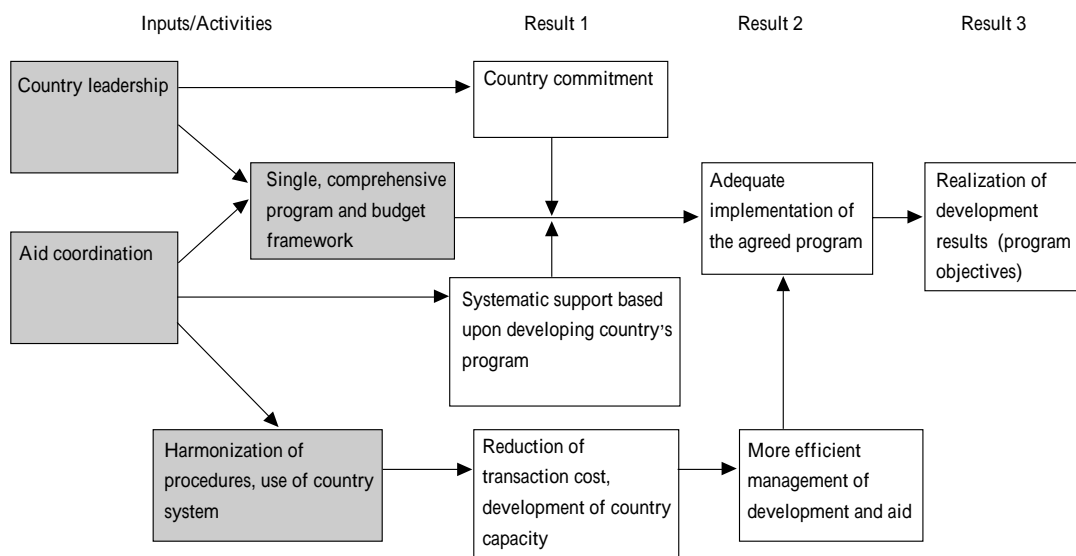 Inputs/Activities
Result 1
Result 2
Result 3
Country leadership
Country commitment
Single, comprehensive
program and budget
framework
Adequate
implementation of
the agreed program
Realization of
development
results (program
objectives)
Aid coordination
Systematic support based
upon developing country's
program
Harmonization of
procedures, use of country
system
Reduction of
transaction cost,
development of country
capacity
More efficient
management of
development and aid